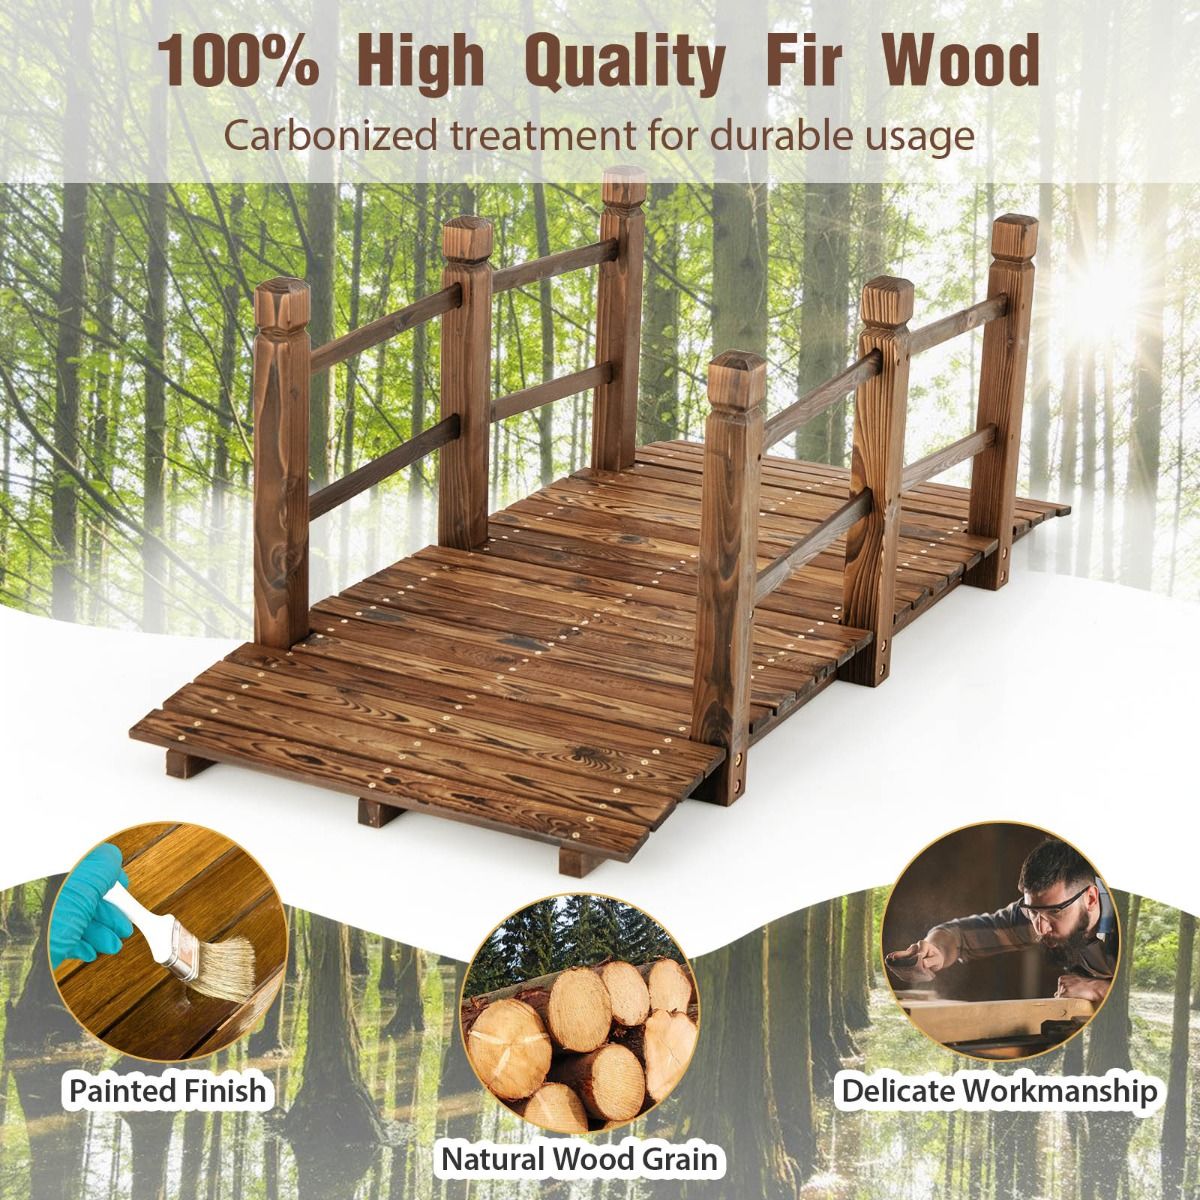 100% High Quality Fir Wood
Carbonized treatment for durable usage
Painted Finish
Natural Wood Grain
Delicate Workmanship